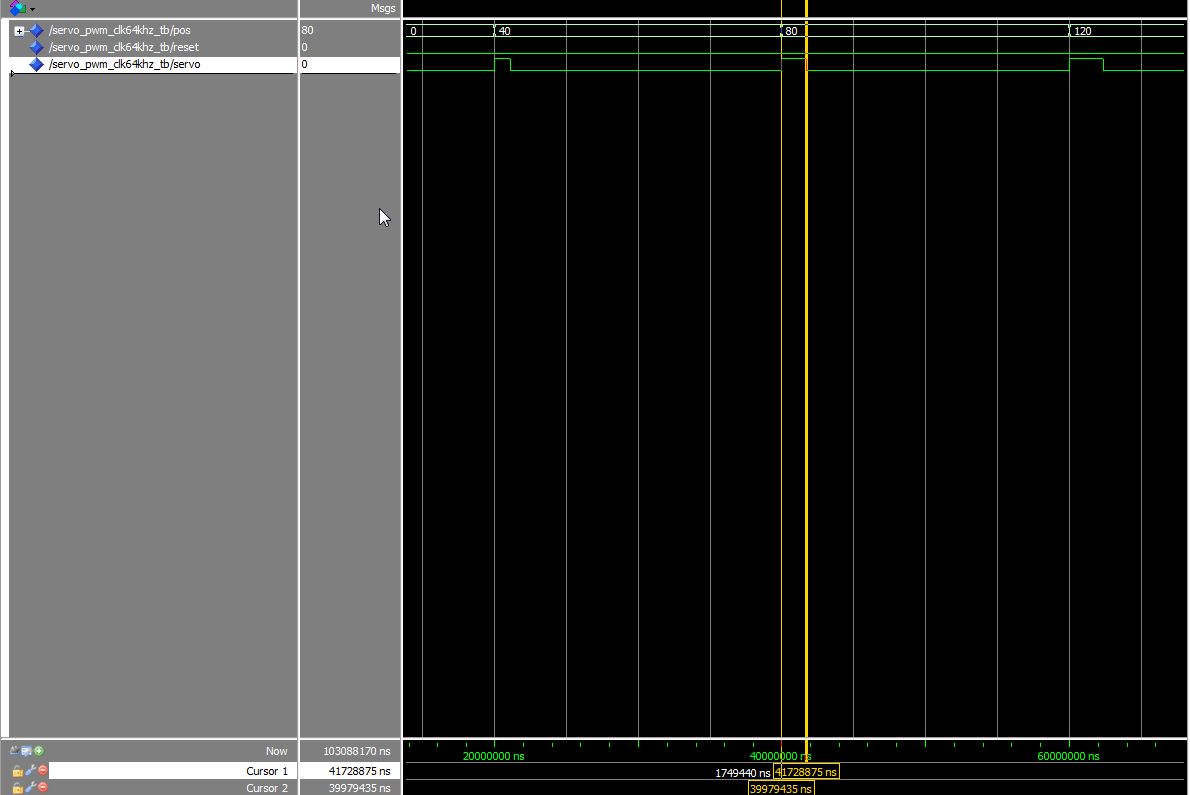 Msgs
/servo_pwm_clk64khz_tb/pos 80 0 40 80 120
/servo_pwm_clk64khz_tb/reset 0
/servo_pwm_clk64khz_tb/servo 0
Now 103088170 ns 20000000 ns 40000000 ns 60000000 ns
Cursor 1 41728875 ns 1749440 ns 41728875 ns
Cursor 2 39979435 ns 39979435 ns